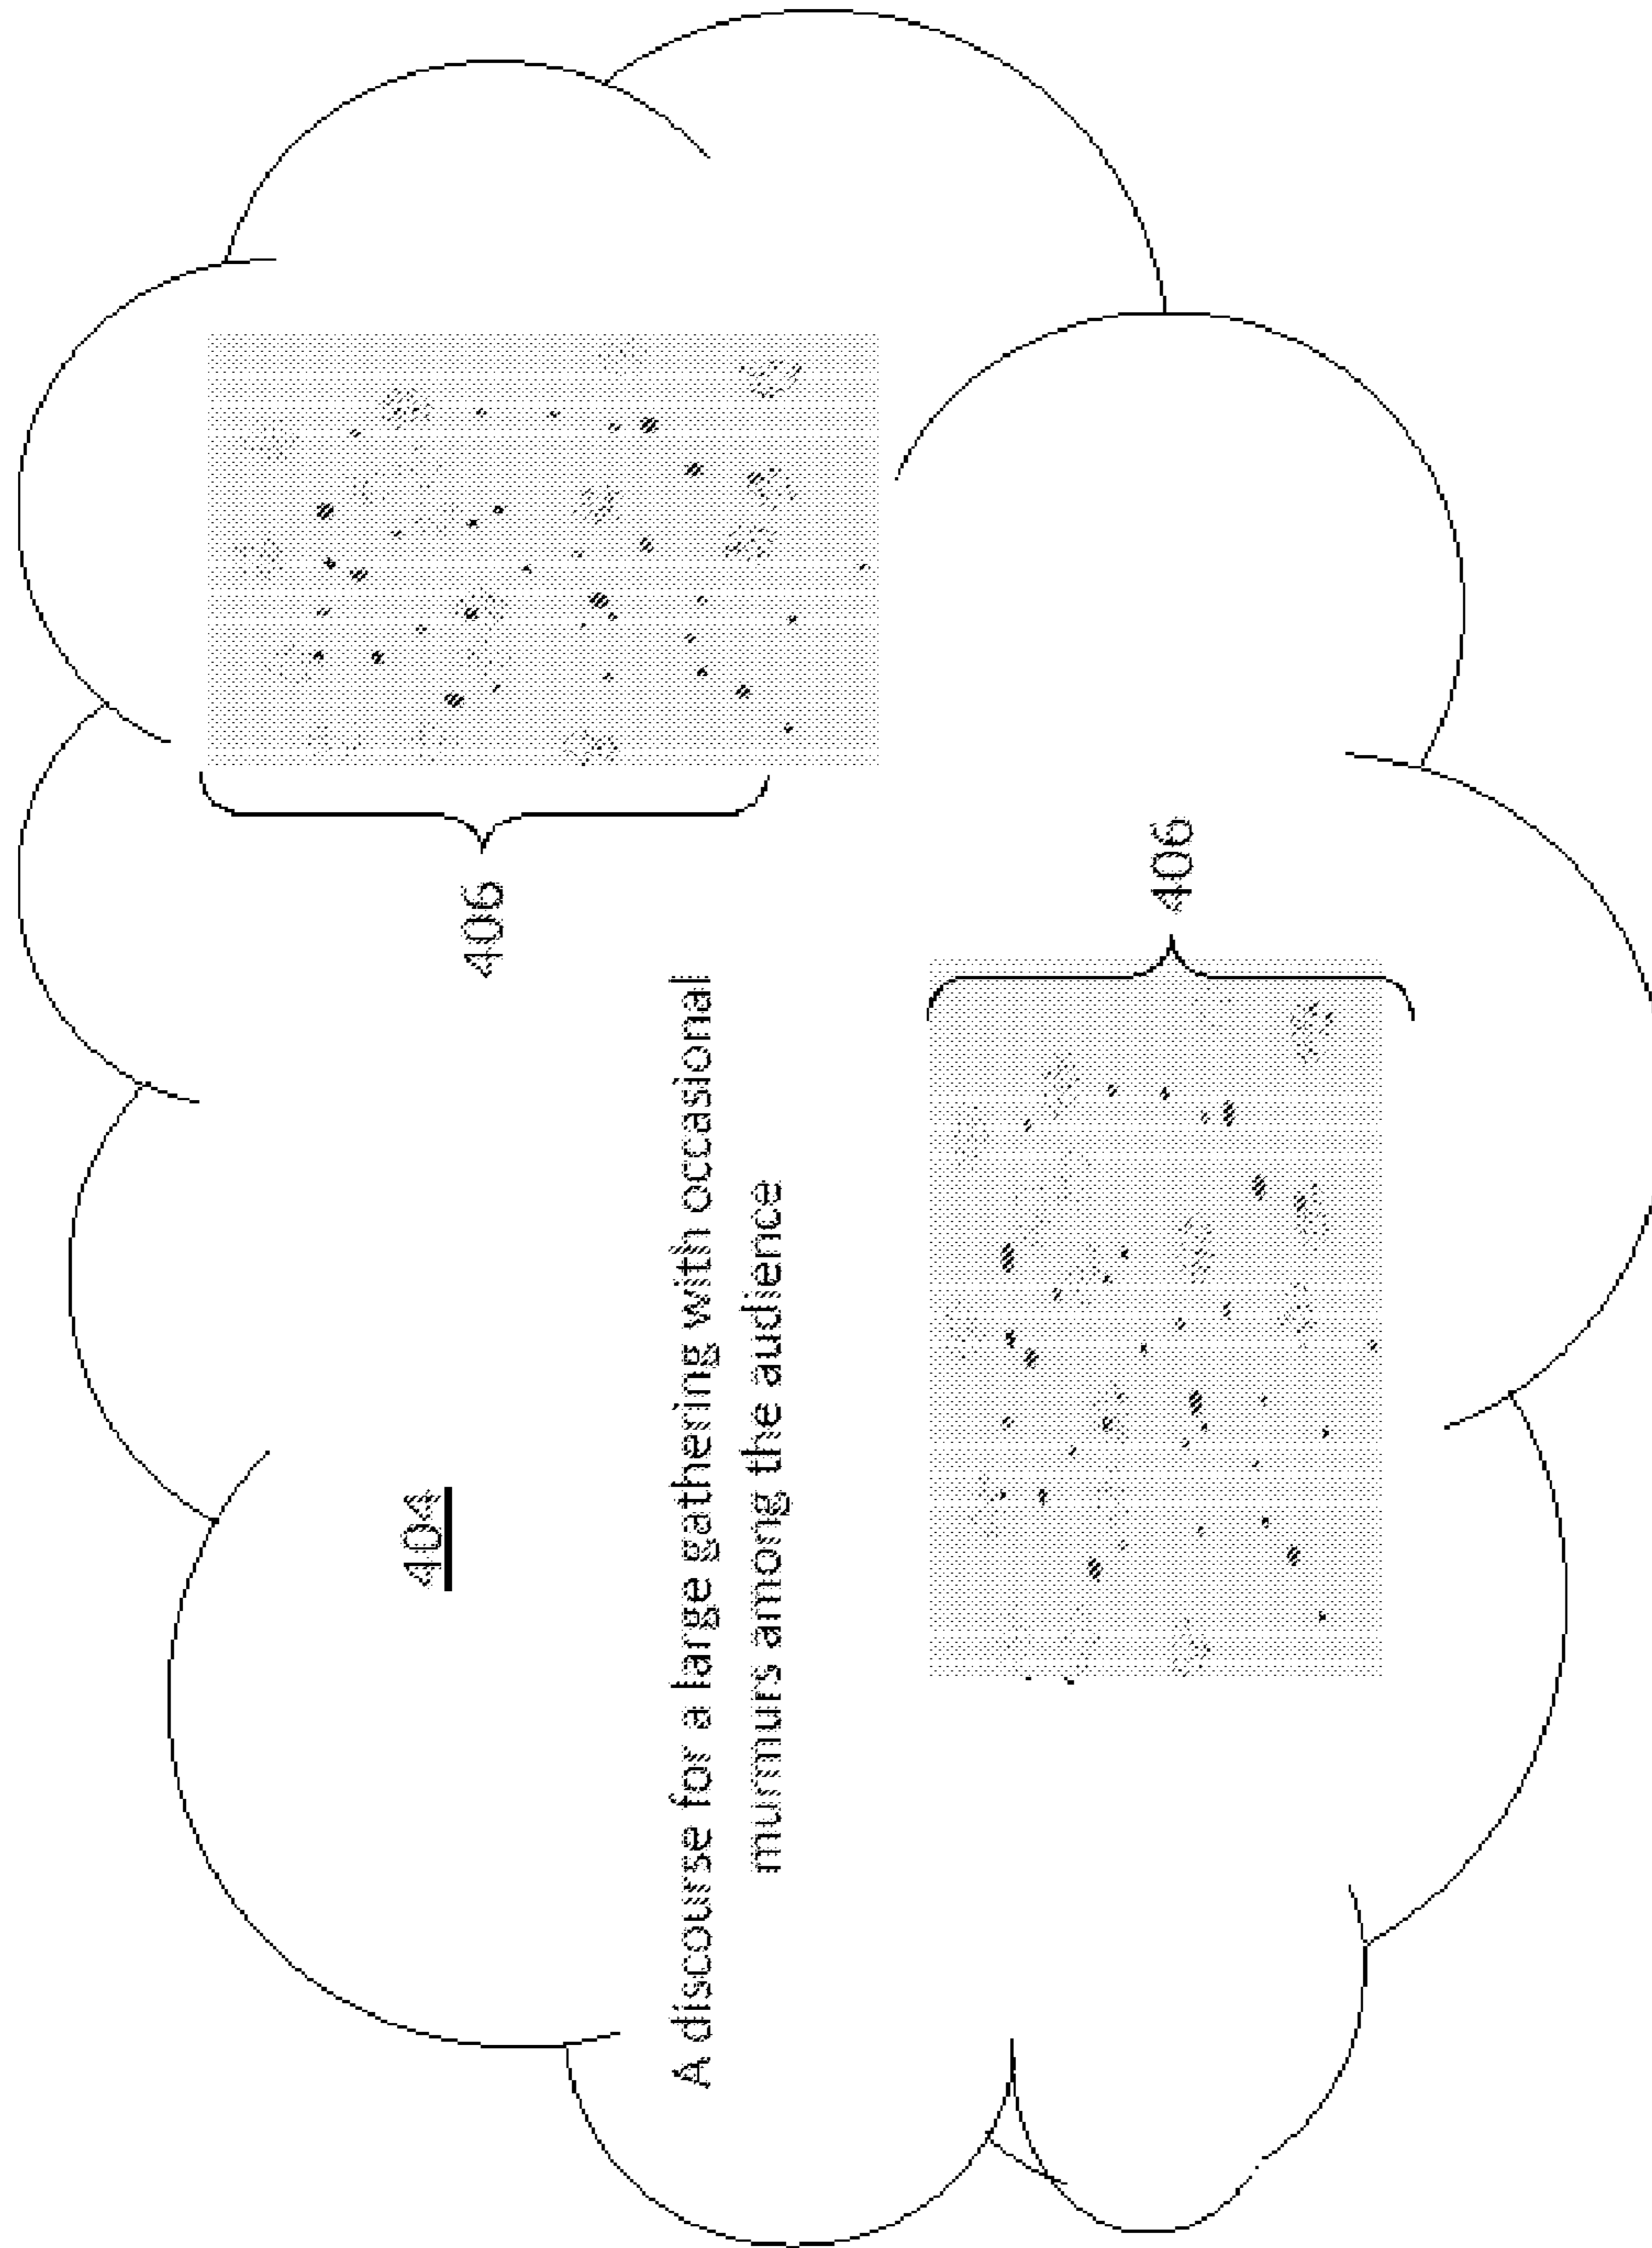 404
406
A discourse for a large gathering with occasional
murmurs among the audience
406